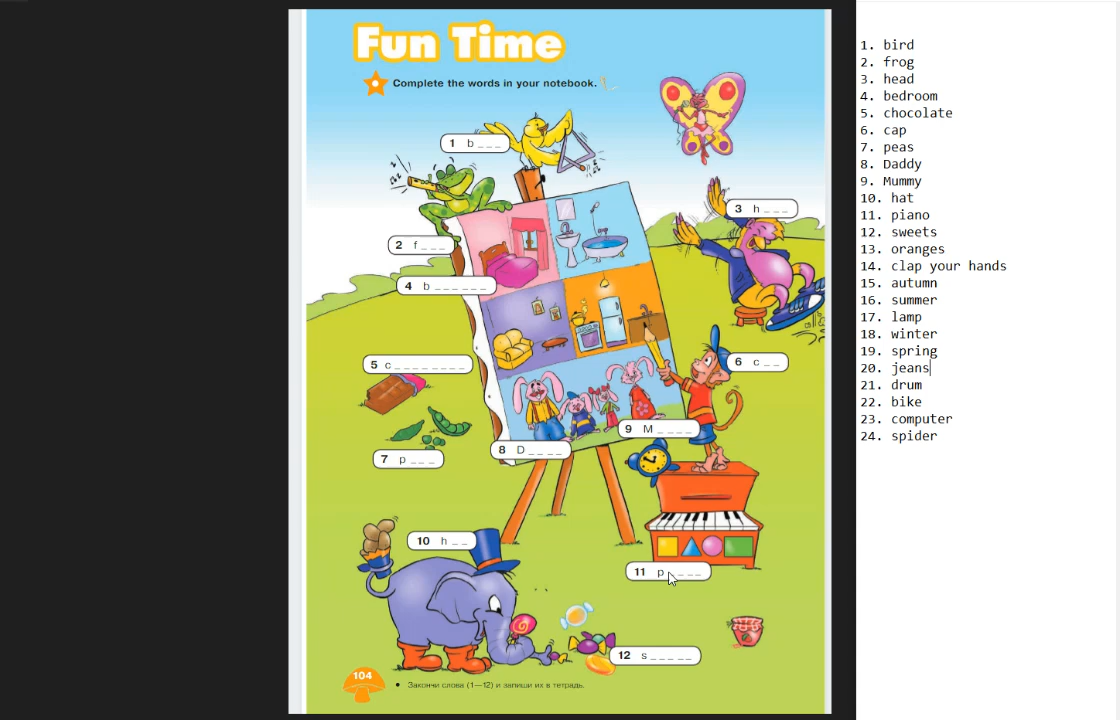 Fun Time
Complete the words in your notebook.
1 b _ _ _
2 f _ _ _
3 h _ _ _
4 b _ _ _ _ _ _
5 c _ _ _ _ _ _ _ _
6 c _ _
7 p _ _ _
8 D _ _ _ _
9 M _ _ _ _
10 h _ _
11 p _ _ _ _
12 s _ _ _ _ _
104
• Закончи слова (1—12) и запиши их в тетрадь.
1. bird
2. frog
3. head
4. bedroom
5. chocolate
6. cap
7. peas
8. Daddy
9. Mummy
10. hat
11. piano
12. sweets
13. oranges
14. clap your hands
15. autumn
16. summer
17. lamp
18. winter
19. spring
20. jeans
21. drum
22. bike
23. computer
24. spider